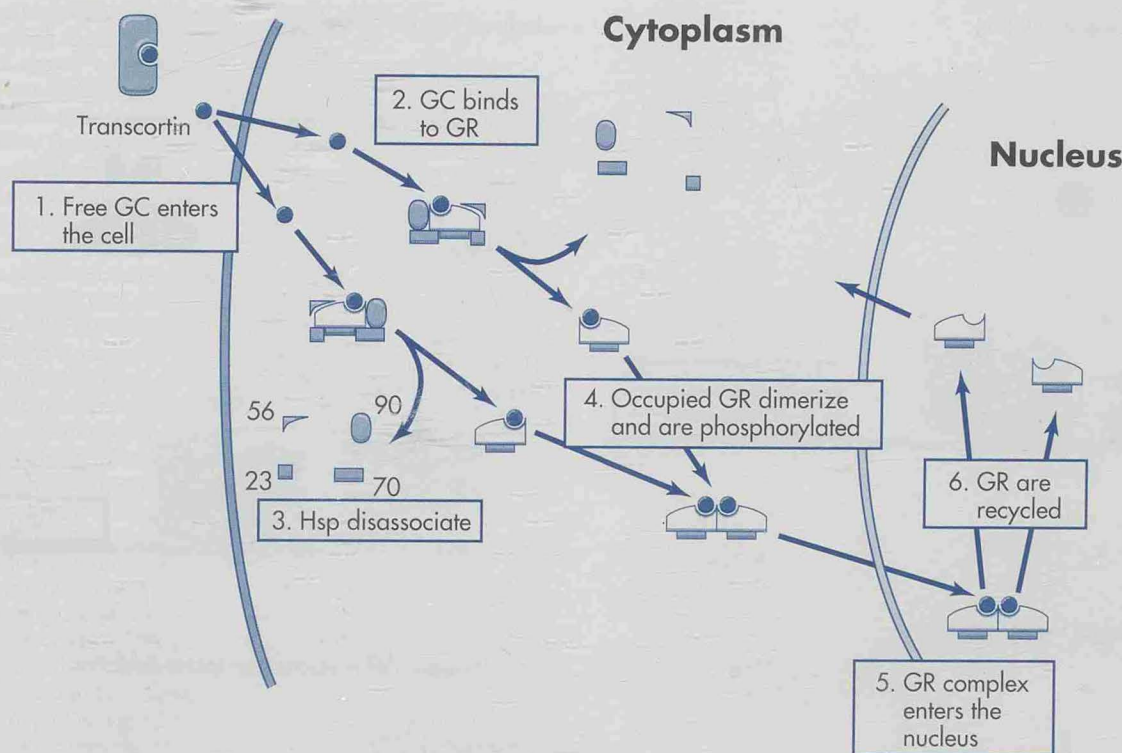 Cytoplasm
Transcortin
2. GC binds
to GR
Nucleus
1. Free GC enters
the cell
56
90
23
70
3. Hsp disassociate
4. Occupied GR dimerize
and are phosphorylated
6. GR are
recycled
5. GR complex
enters the
nucleus